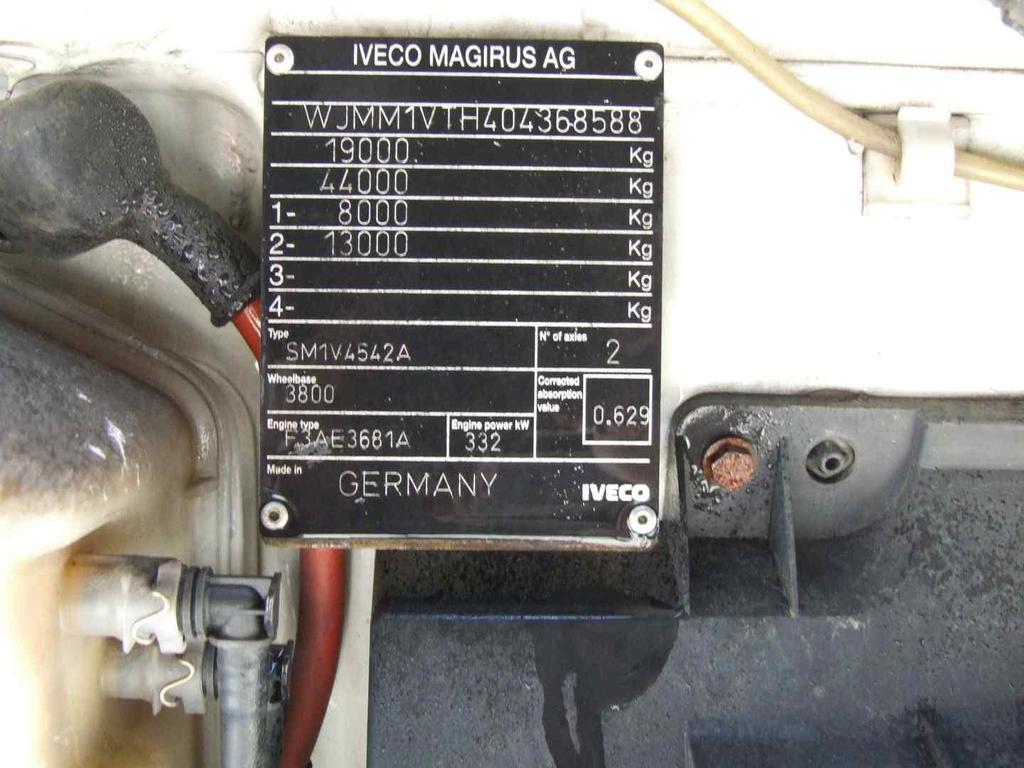 IVECO MAGIRUS AG
WJMM1VTH404368588
19000 Kg
44000 Kg
1- 8000 Kg
2- 13000 Kg
3- Kg
4- Kg
Type
SM1V4542A
N° of axles
2
Wheelbase
3800
Corrected
absorption
value
0.629
Engine type
F3AE3681A
Engine power kW
332
Made in
GERMANY
IVECO